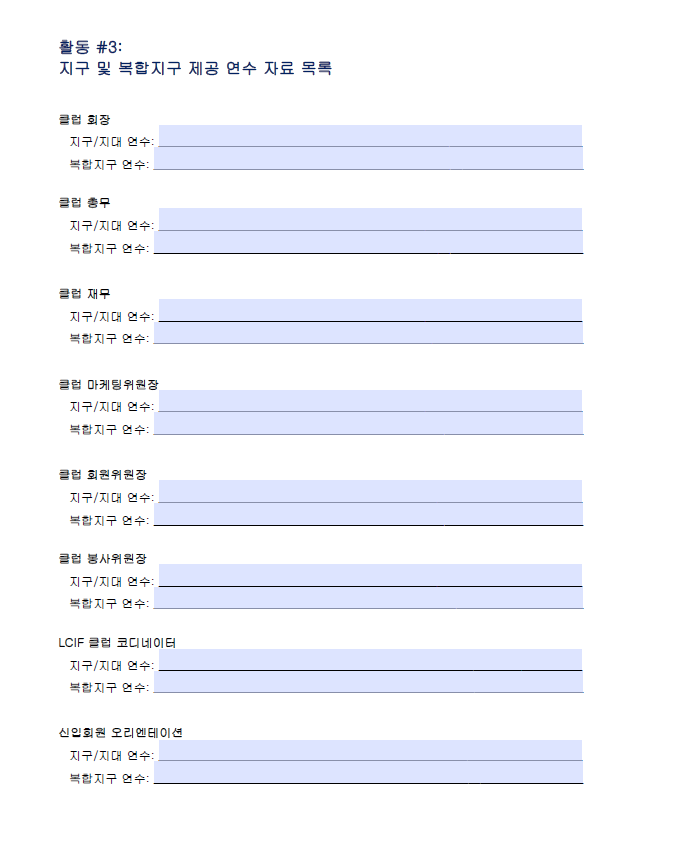 활동 #3:
지구 및 복합지구 제공 연수 자료 목록
클럽 회장
지구/지대 연수:
복합지구 연수:
클럽 총무
지구/지대 연수:
복합지구 연수:
클럽 재무
지구/지대 연수:
복합지구 연수:
클럽 마케팅위원장
지구/지대 연수:
복합지구 연수:
클럽 회원위원장
지구/지대 연수:
복합지구 연수:
클럽 봉사위원장
지구/지대 연수:
복합지구 연수:
LCIF 클럽 코디네이터
지구/지대 연수:
복합지구 연수:
신입회원 오리엔테이션
지구/지대 연수:
복합지구 연수: